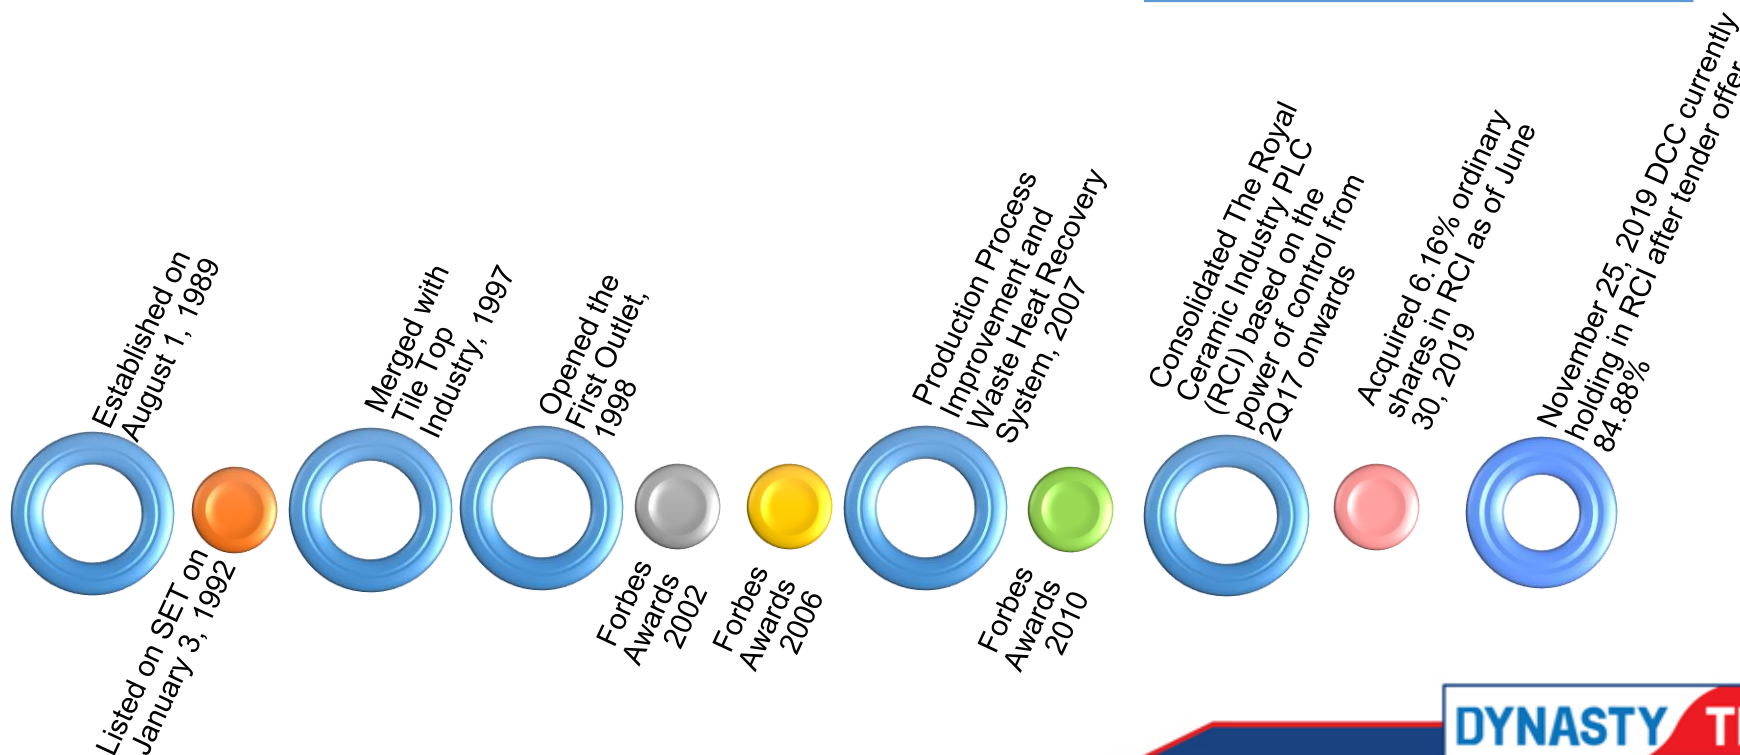 Established on
August 1, 1989
Listed on SET on
January 3, 1992
Merged with
Tile Top
Industry, 1997
Opened the
First Outlet,
1998
Forbes
Awards
2002
Forbes
Awards
2006
Production Process
Improvement and
Waste Heat Recovery
System, 2007
Forbes
Awards
2010
Consolidated The Royal
Ceramic Industry PLC
(RCI) based on the
power of control from
2Q17 onwards
Acquired 6.16% ordinary
shares in RCI as of June
30, 2019
November 25, 2019 DCC currently
holding in RCI after tender offer
84.88%
DYNASTY